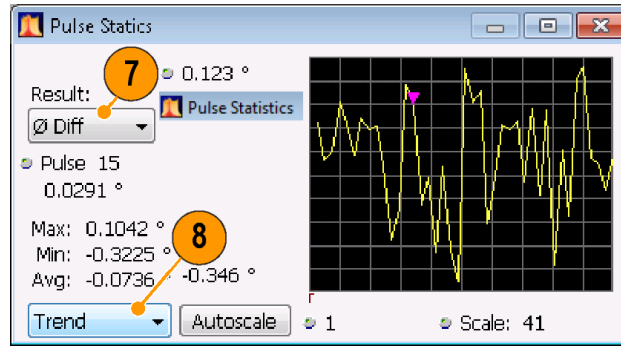 Pulse Statics
7
0.123 °
Result:
Pulse Statistics
Ø Diff
Pulse 15
0.0291 °
Max: 0.1042 °
8
Min: -0.3225 °
Avg: -0.0736 ° -0.346 °
Trend
Autoscale
1
Scale: 41